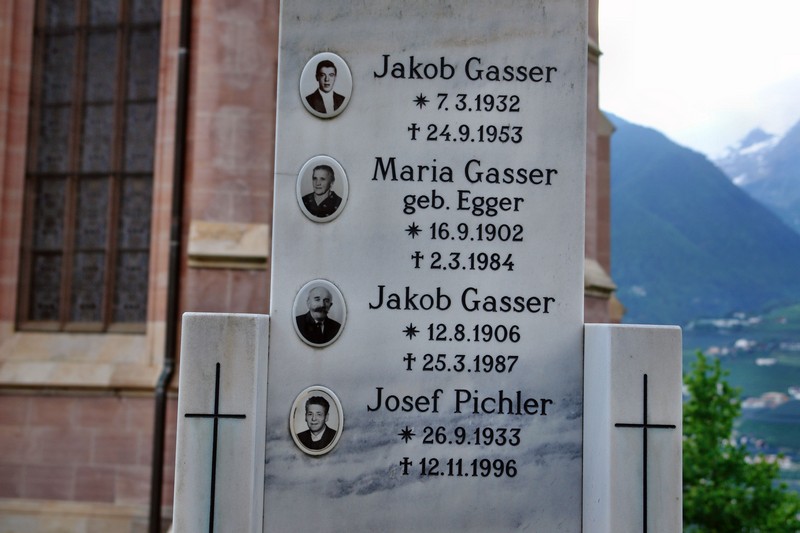 Jakob Gasser
✴ 7.3.1932
† 24.9.1953
Maria Gasser
geb. Egger
✴ 16.9.1902
† 2.3.1984
Jakob Gasser
✴ 12.8.1906
† 25.3.1987
Josef Pichler
✴ 26.9.1933
† 12.11.1996